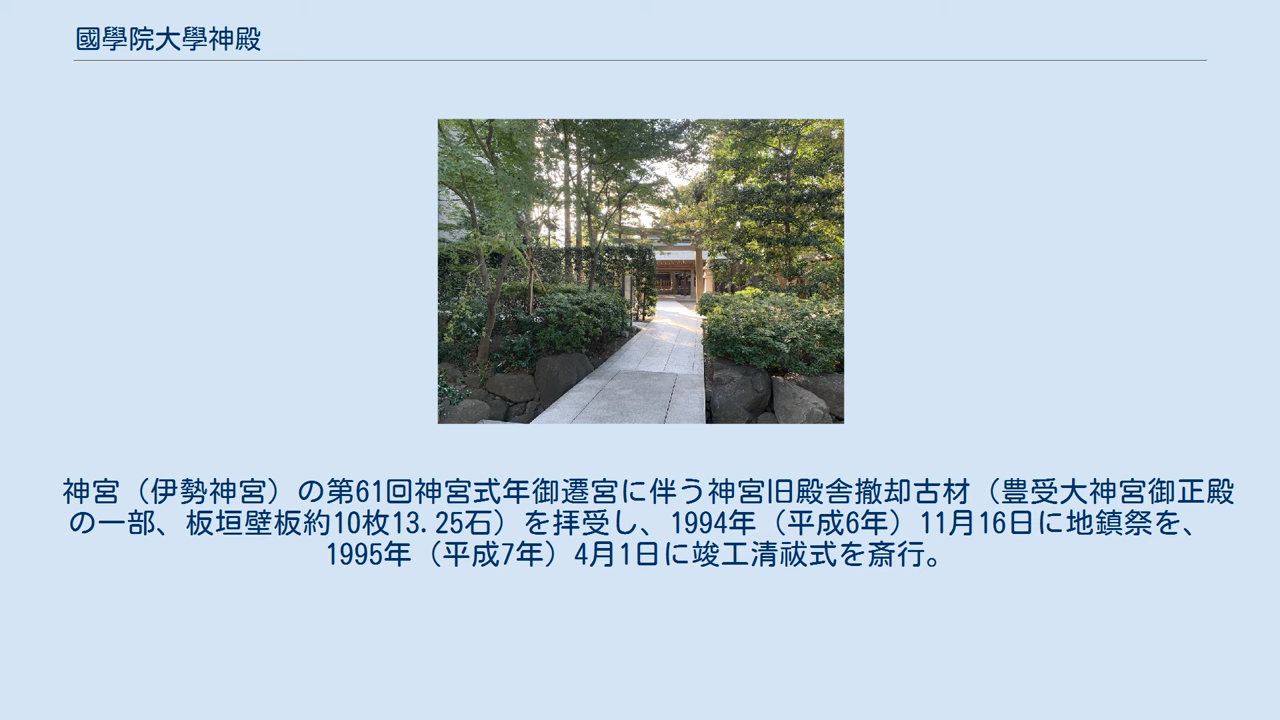 國學院大學神殿
神宮（伊勢神宮）の第61回神宮式年御遷宮に伴う神宮旧殿舎撤却古材（豊受大神宮御正殿
の一部、板垣壁板約10枚13.25石）を拝受し、1994年（平成6年）11月16日に地鎮祭を、
1995年（平成7年）4月1日に竣工清祓式を斎行。